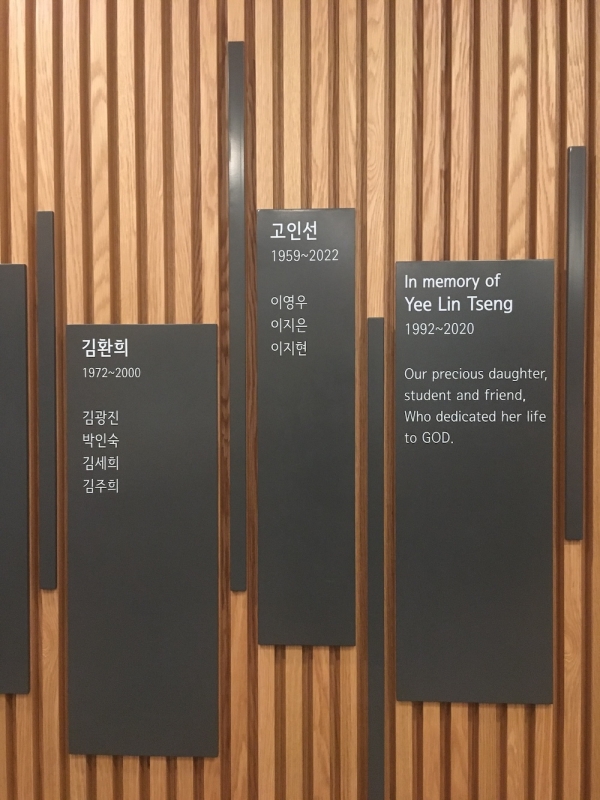 김환희
1972~2000
김광진
박인숙
김세희
김주희
고인선
1959~2022
이영우
이지은
이지현
In memory of
Yee Lin Tseng
1992~2020
Our precious daughter,
student and friend,
Who dedicated her life
to GOD.